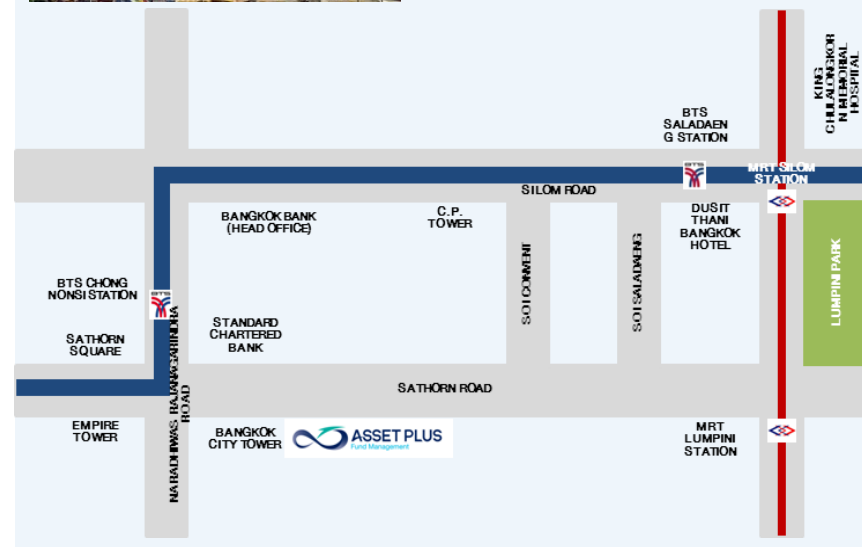 KING
CHULALONGKOR
N MEMORIAL
HOSPITAL
BTS
SALADAEN
G STATION
BTS
MRT SILOM
STATION
SILOM ROAD
BANGKOK BANK
(HEAD OFFICE)
C.P.
TOWER
DUSIT
THANI
BANGKOK
HOTEL
SOI CONVENT
SOI SALADAENG
LUMPINI PARK
BTS CHONG
NONSI STATION
BTS
SATHORN
SQUARE
STANDARD
CHARTERED
BANK
NARADHIWAS RAJANAGARINDRA
ROAD
SATHORN ROAD
EMPIRE
TOWER
BANGKOK
CITY TOWER
ASSET PLUS
Fund Management
MRT
LUMPINI
STATION